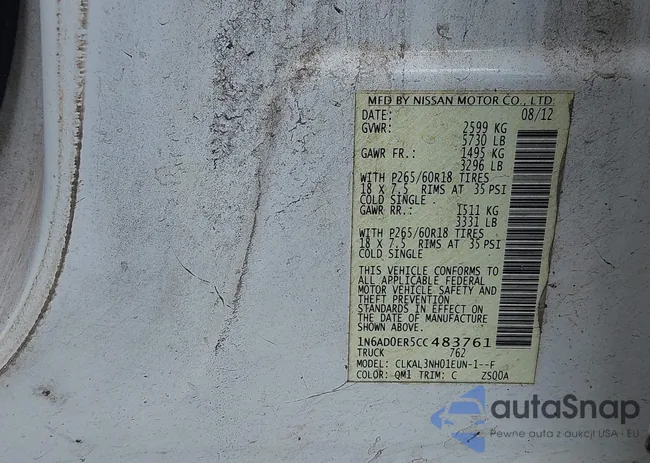 MFD BY NISSAN MOTOR CO., LTD.
DATE: 08/12
GVWR: 2599 KG
5730 LB
GAWR FR.: 1495 KG
3296 LB
WITH P265/60R18 TIRES
18 X 7.5 RIMS AT 35 PSI
COLD SINGLE
GAWR RR.: 1511 KG
3331 LB
WITH P265/60R18 TIRES
18 X 7.5 RIMS AT 35 PSI
COLD SINGLE
THIS VEHICLE CONFORMS TO
ALL APPLICABLE FEDERAL
MOTOR VEHICLE SAFETY AND
THEFT PREVENTION
STANDARDS IN EFFECT ON
THE DATE OF MANUFACTURE
SHOWN ABOVE.
1N6AD0ER5CC483761
TRUCK 762
MODEL: CLKAL3NH01EUN-1--F
COLOR: QM1 TRIM: C ZS00A
autaSnap
Pewne auta z aukcji USA - EU